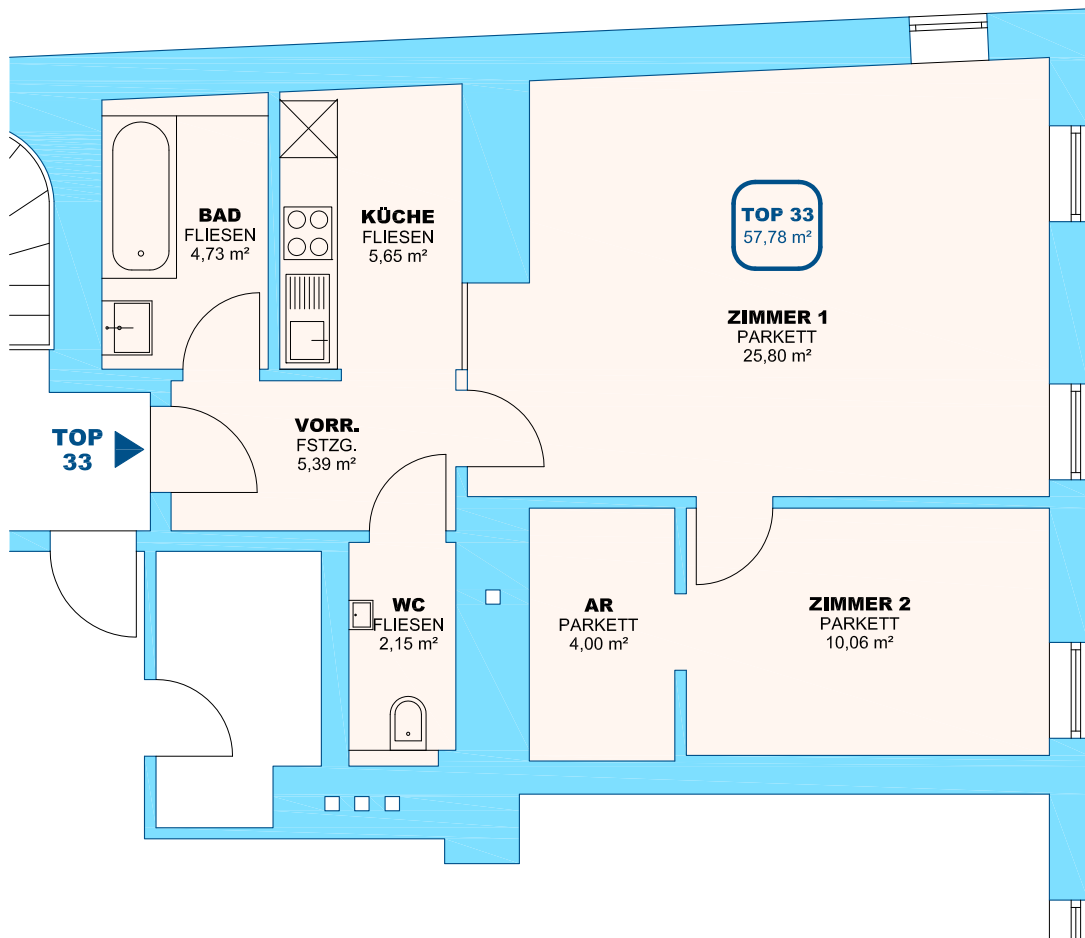 BAD
FLIESEN
4,73 m²
KÜCHE
FLIESEN
5,65 m²
TOP 33
57,78 m²
ZIMMER 1
PARKETT
25,80 m²
TOP
33
VORR.
FSTZG.
5,39 m²
WC
FLIESEN
2,15 m²
AR
PARKETT
4,00 m²
ZIMMER 2
PARKETT
10,06 m²